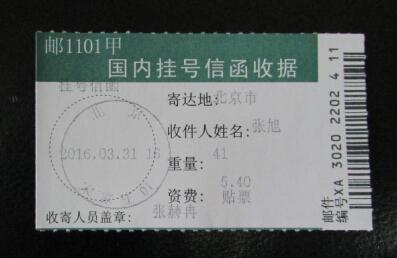 邮1101甲
国内挂号信函收据
挂号信函
寄达地:北京市
收件人姓名:张旭
2016.03.31 16
重量: 41
资费: 5.40
贴票
收寄人员盖章: 张赫冉
北京
邮件
编号XA 3020 2202 4 11